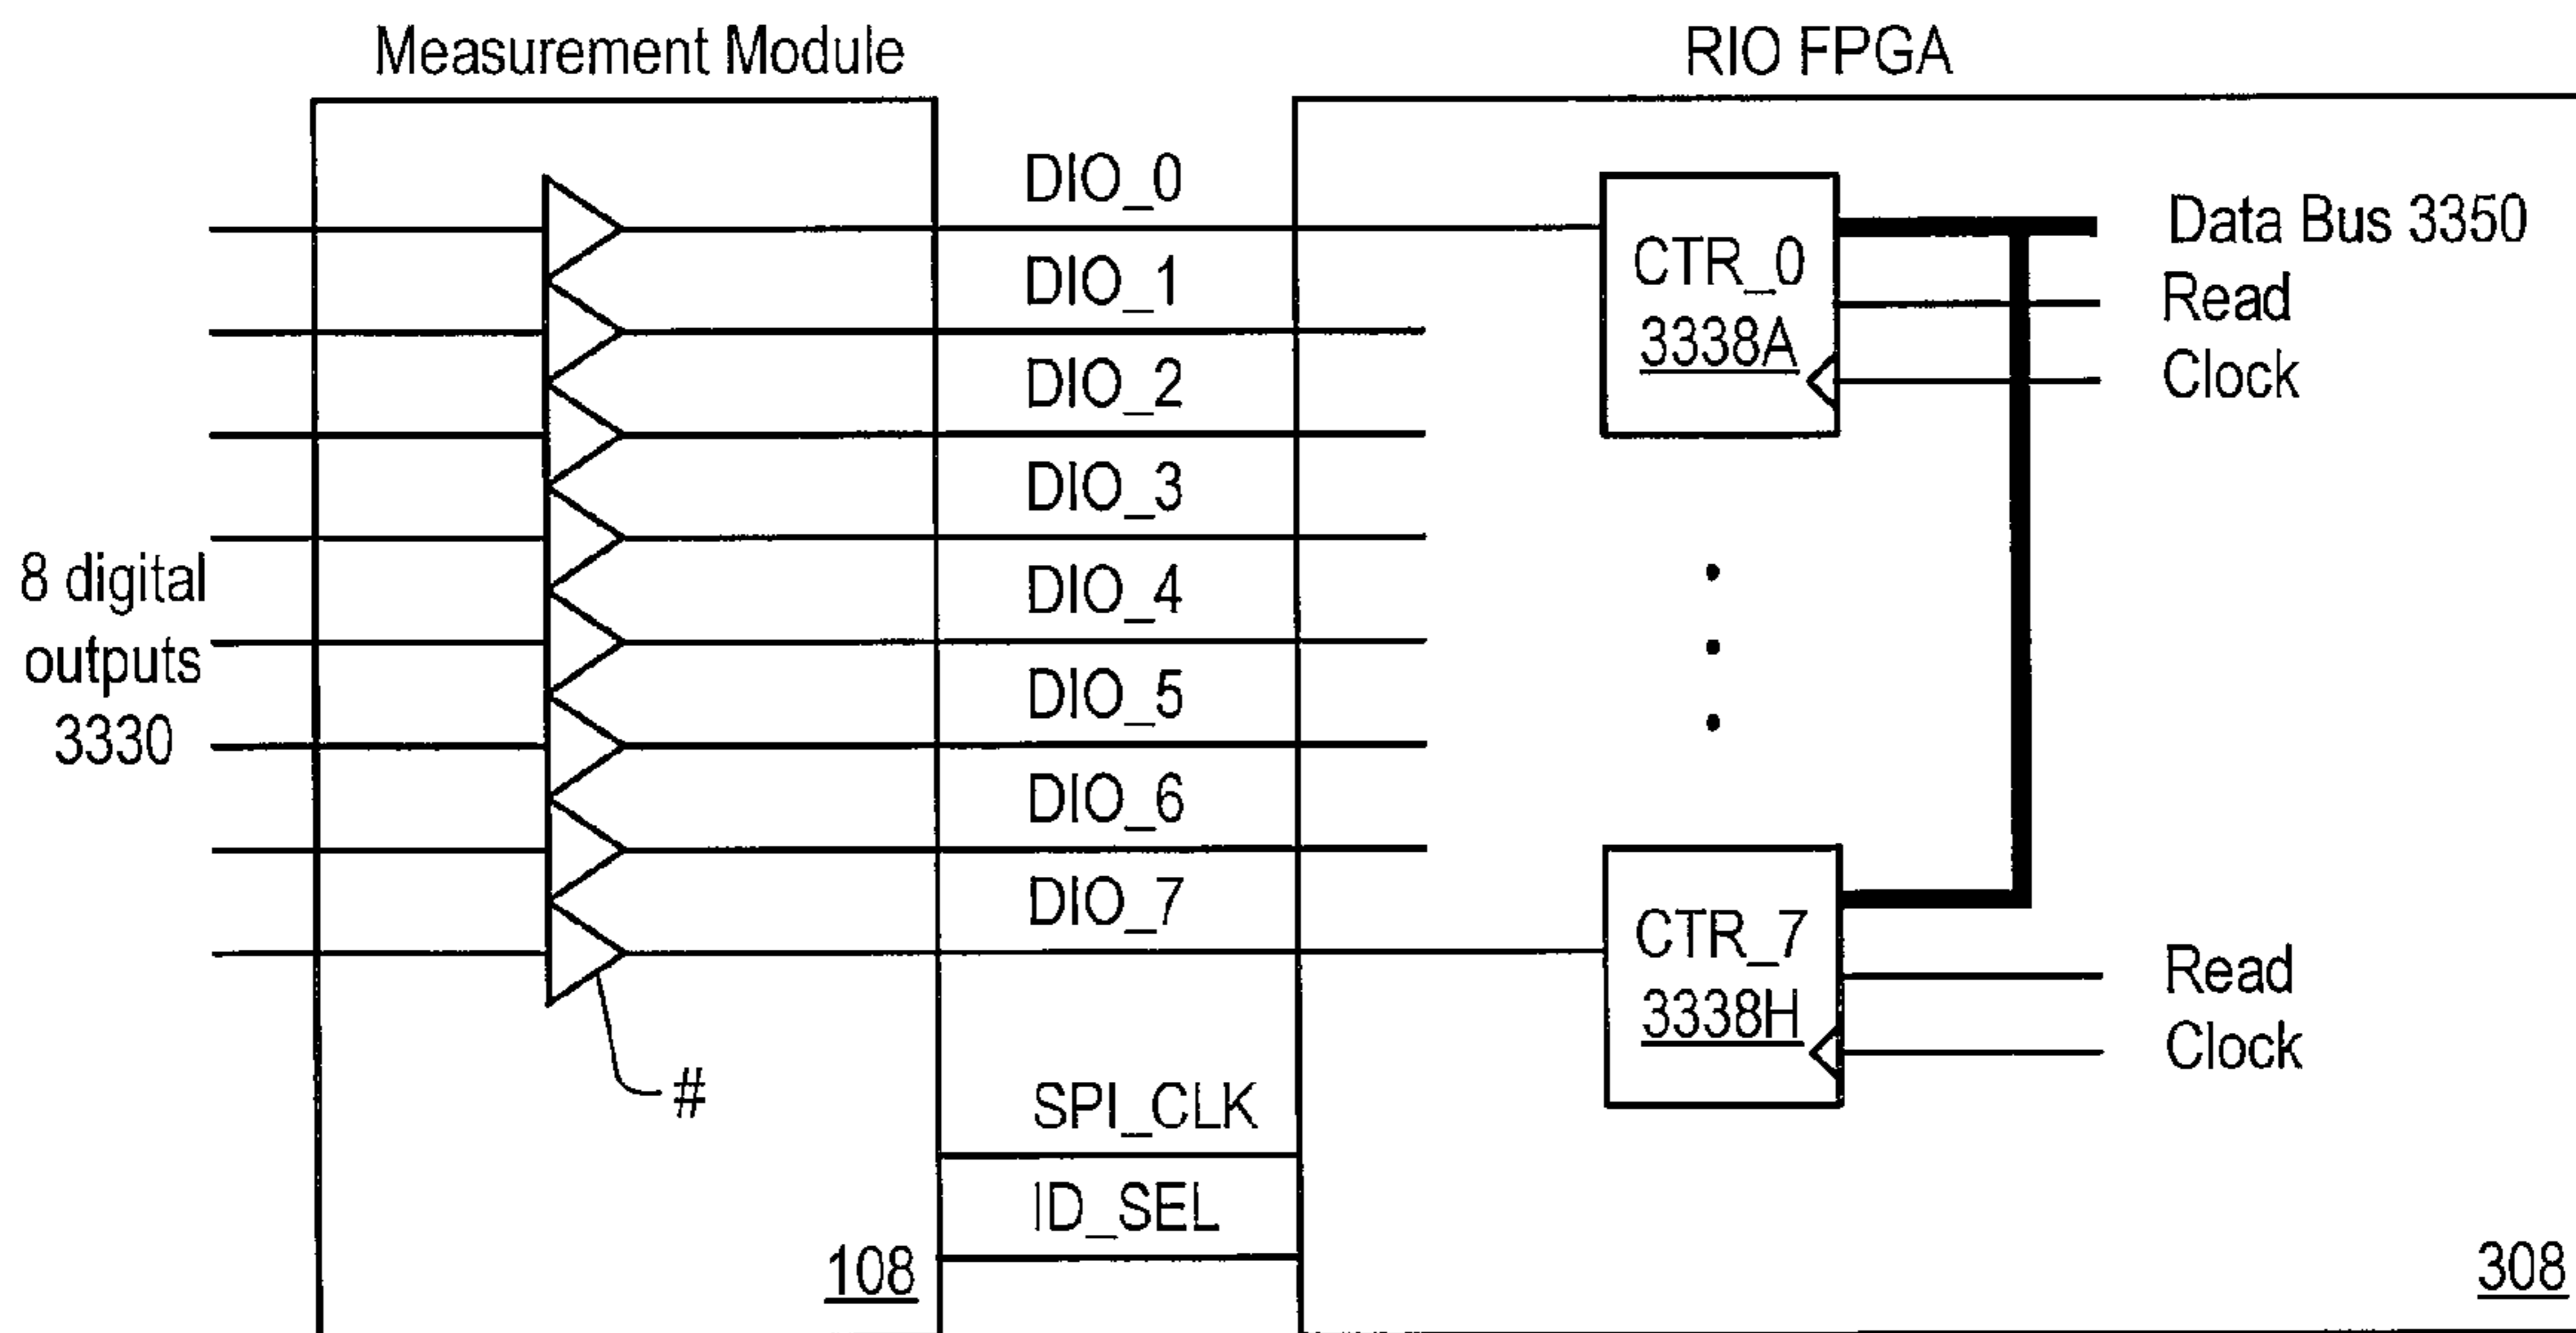 Measurement Module
RIO FPGA
DIO_0
DIO_1
DIO_2
DIO_3
DIO_4
DIO_5
DIO_6
DIO_7
8 digital
outputs
3330
#
SPI_CLK
ID_SEL
108
CTR_0
3338A
Data Bus 3350
Read
Clock
CTR_7
3338H
Read
Clock
308